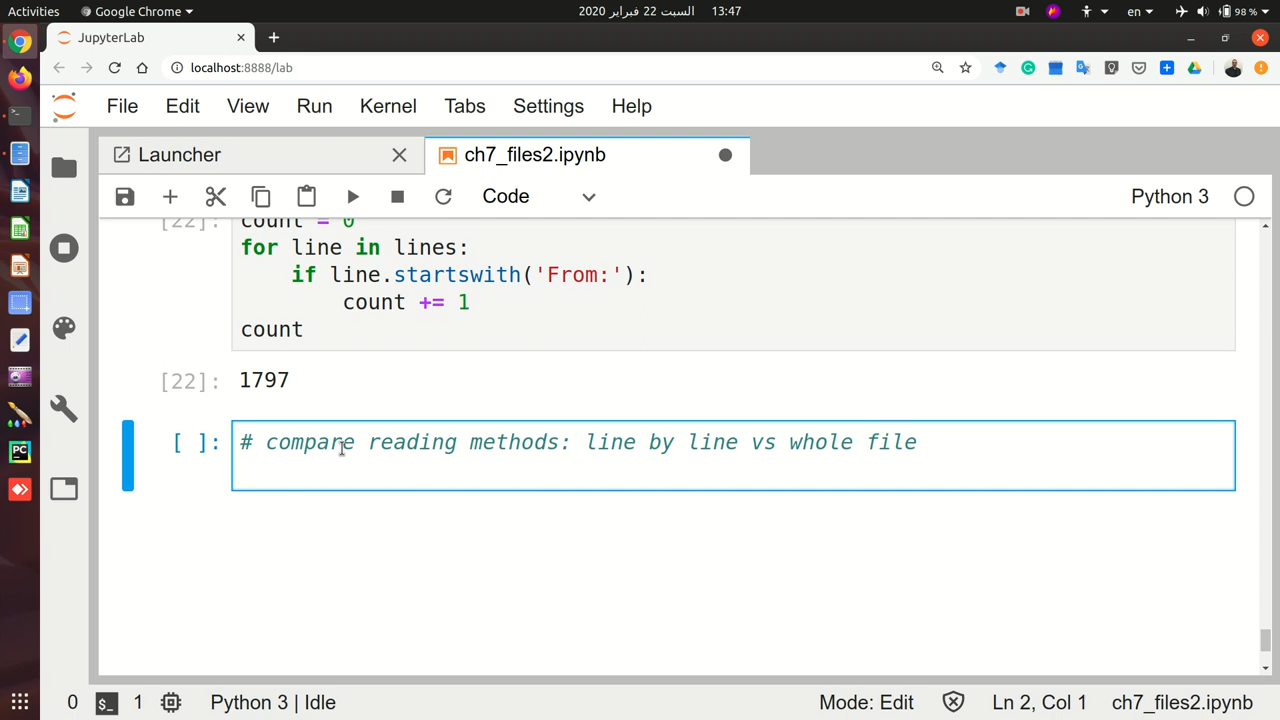 Activities Google Chrome 2020 السبت 22 فبراير 13:47 en 98 %
JupyterLab
localhost:8888/lab
File Edit View Run Kernel Tabs Settings Help
Launcher ch7_files2.ipynb
Code Python 3
[22]: count = 0
for line in lines:
if line.startswith('From:'):
count += 1
count
[22]: 1797
[ ]: # compare reading methods: line by line vs whole file
0 $_ 1 Python 3 | Idle Mode: Edit Ln 2, Col 1 ch7_files2.ipynb
PC